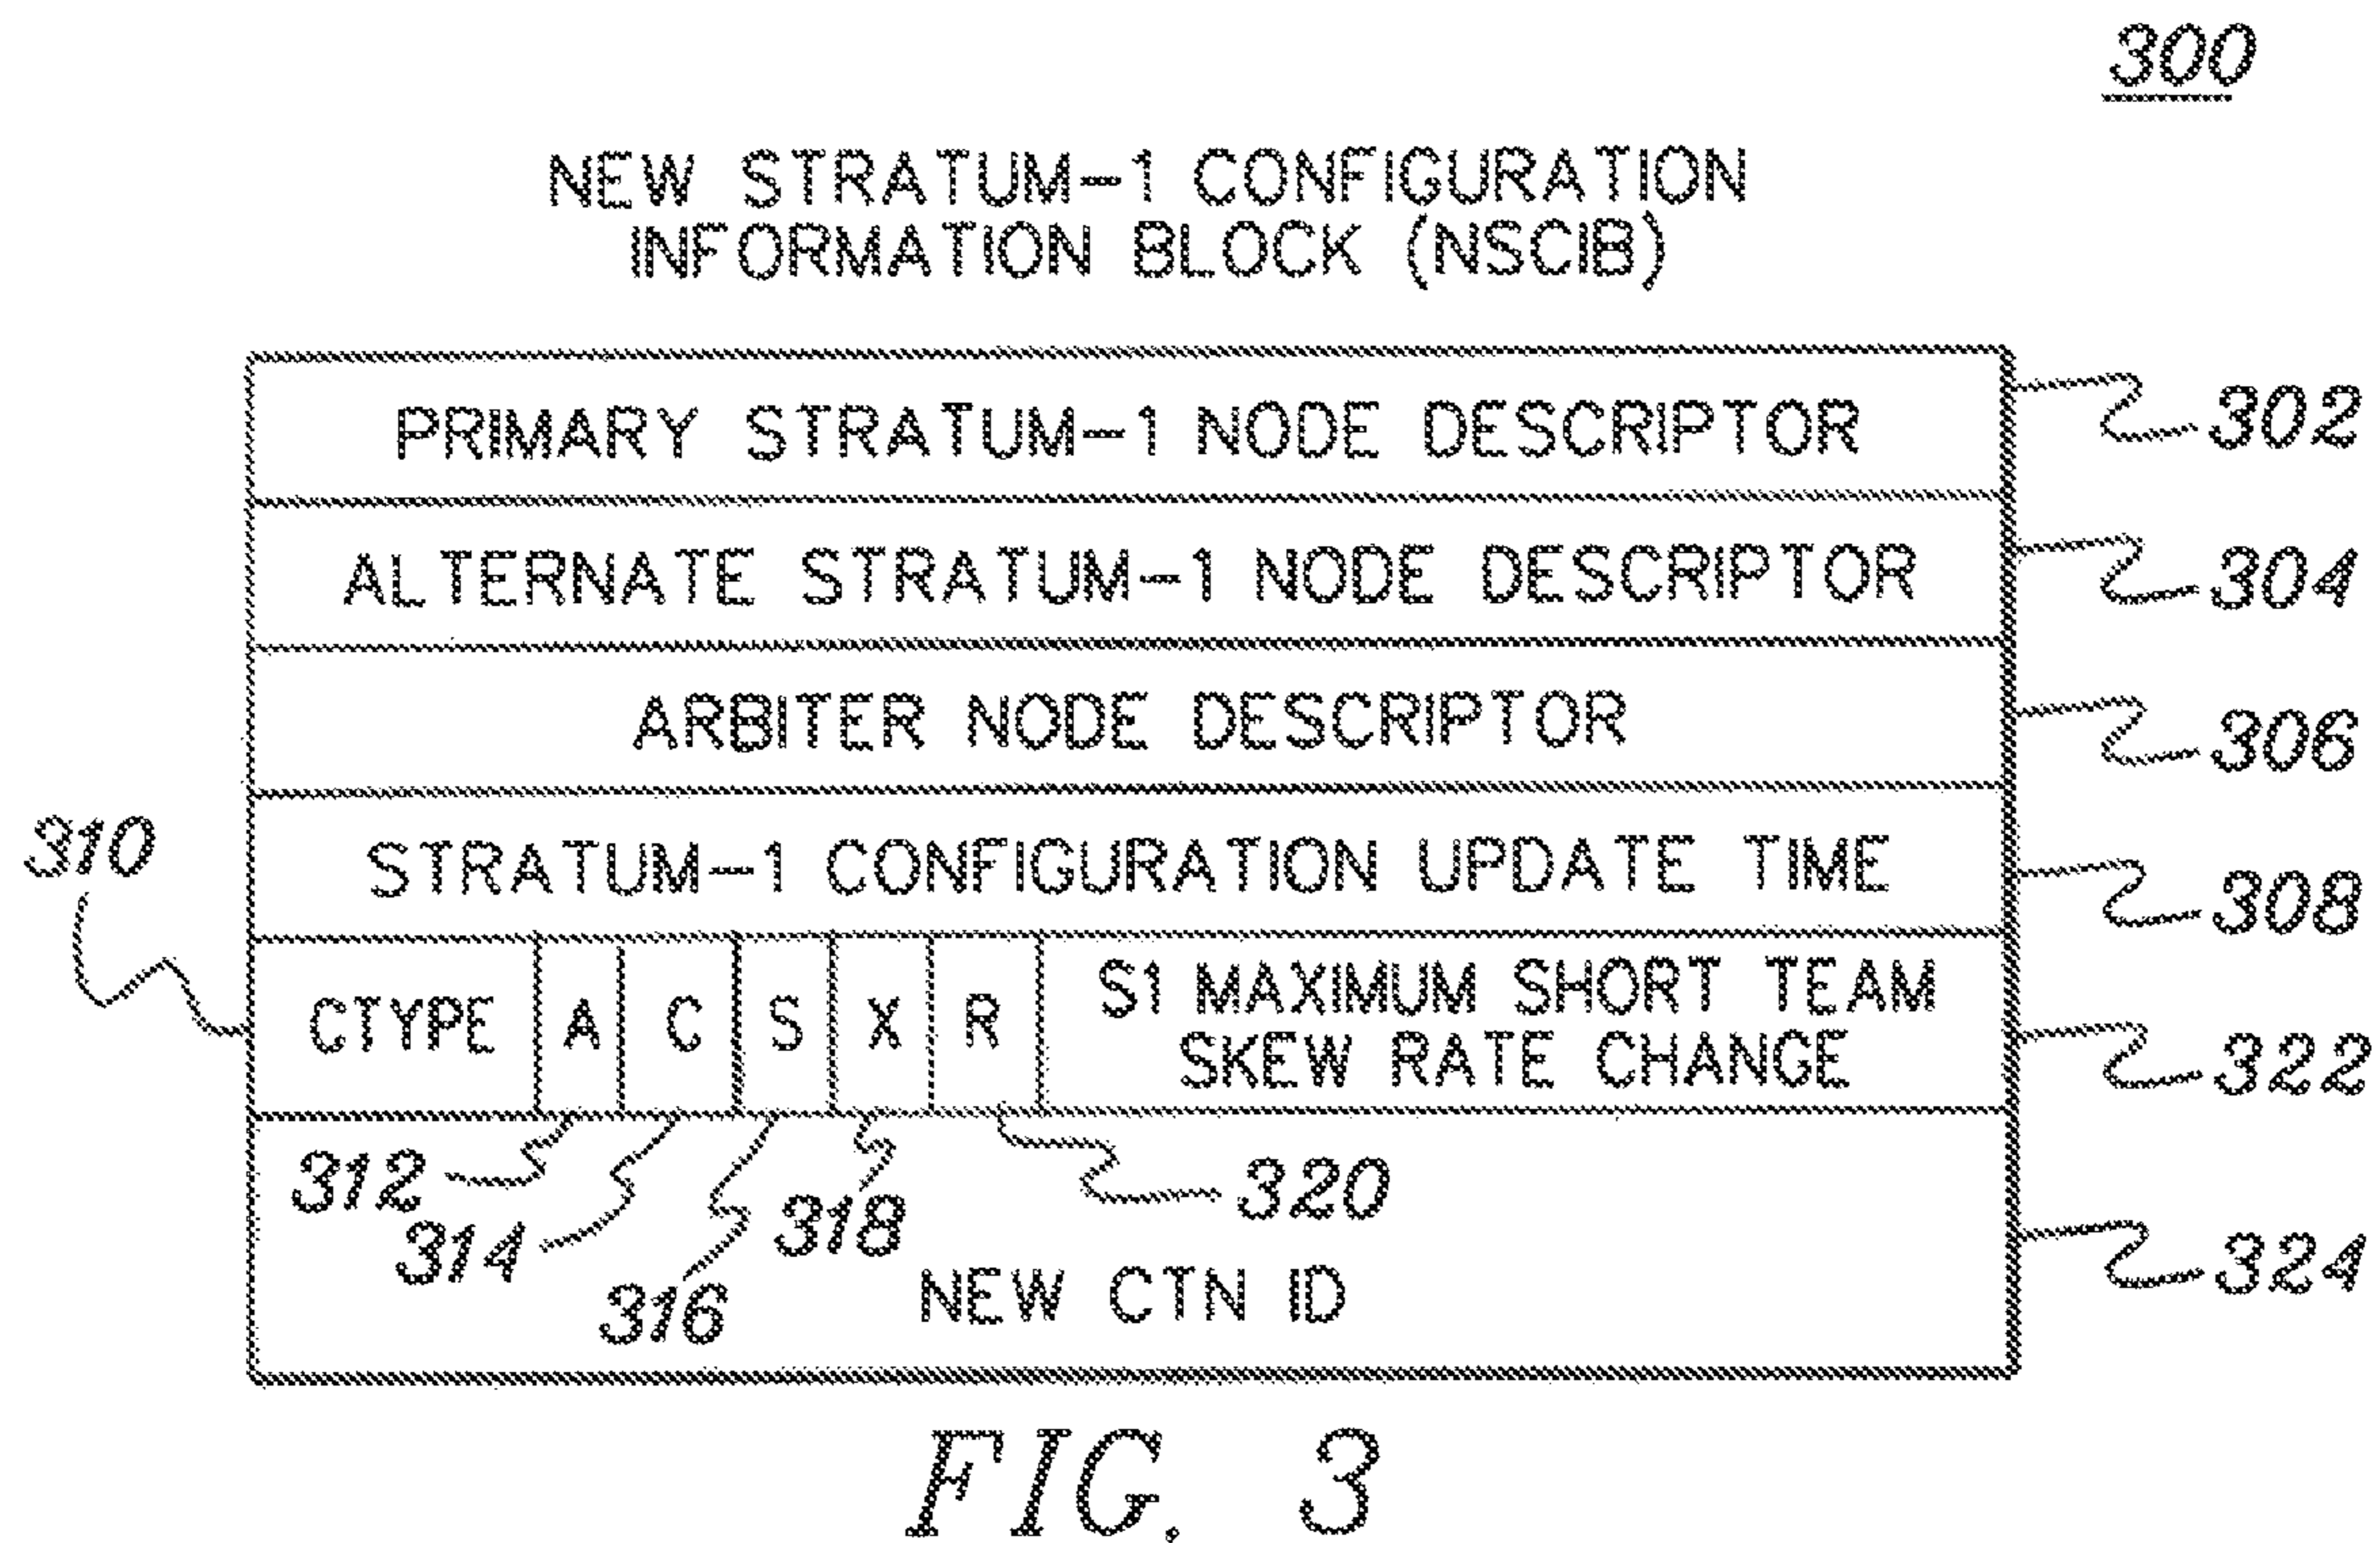 300
NEW STRATUM-1 CONFIGURATION
INFORMATION BLOCK (NSCIB)
PRIMARY STRATUM-1 NODE DESCRIPTOR
302
ALTERNATE STRATUM-1 NODE DESCRIPTOR
304
ARBITER NODE DESCRIPTOR
306
STRATUM-1 CONFIGURATION UPDATE TIME
308
310
CTYPE
A
C
S
X
R
S1 MAXIMUM SHORT TEAM
SKEW RATE CHANGE
322
312
314
316
318
320
NEW CTN ID
324
FIG. 3